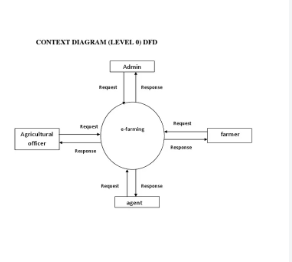 CONTEXT DIAGRAM (LEVEL 0) DFD
Admin
Request
Response
e-farming
Request
Request
Agricultural
officer
farmer
Response
Response
Request
Response
agent